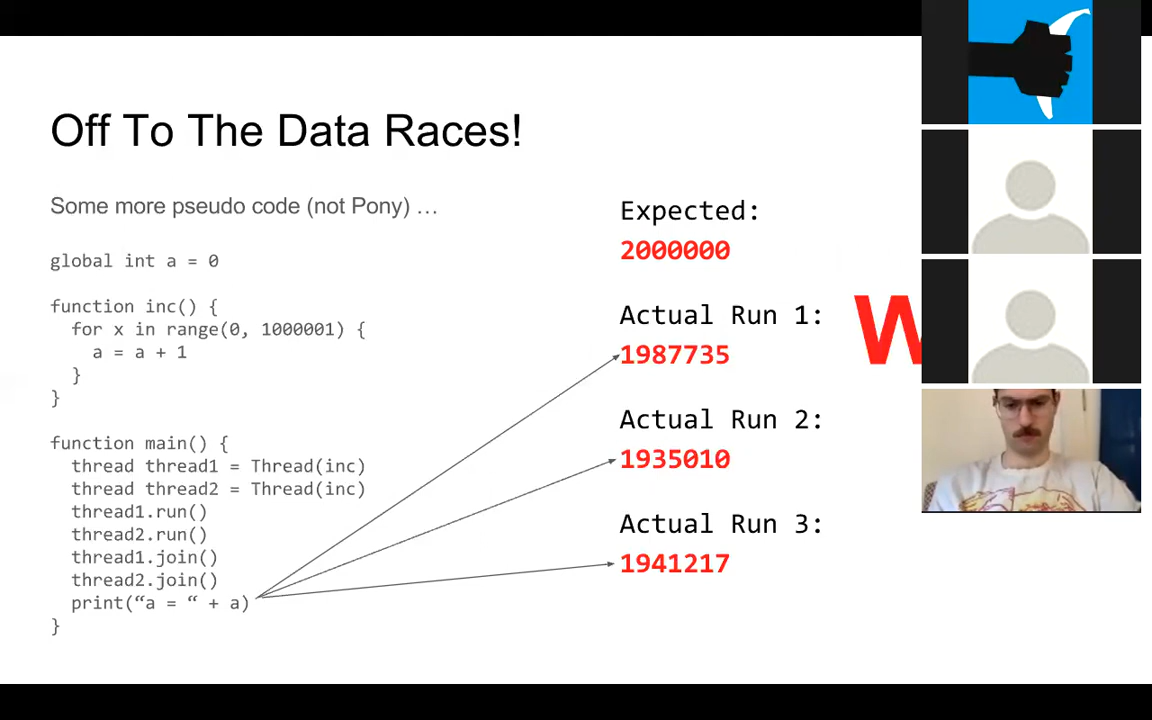 Off To The Data Races!
Some more pseudo code (not Pony) …
global int a = 0
function inc() {
for x in range(0, 1000001) {
a = a + 1
}
}
function main() {
thread thread1 = Thread(inc)
thread thread2 = Thread(inc)
thread1.run()
thread2.run()
thread1.join()
thread2.join()
print(“a = “ + a)
}
Expected:
2000000
Actual Run 1:
1987735
Actual Run 2:
1935010
Actual Run 3:
1941217
W